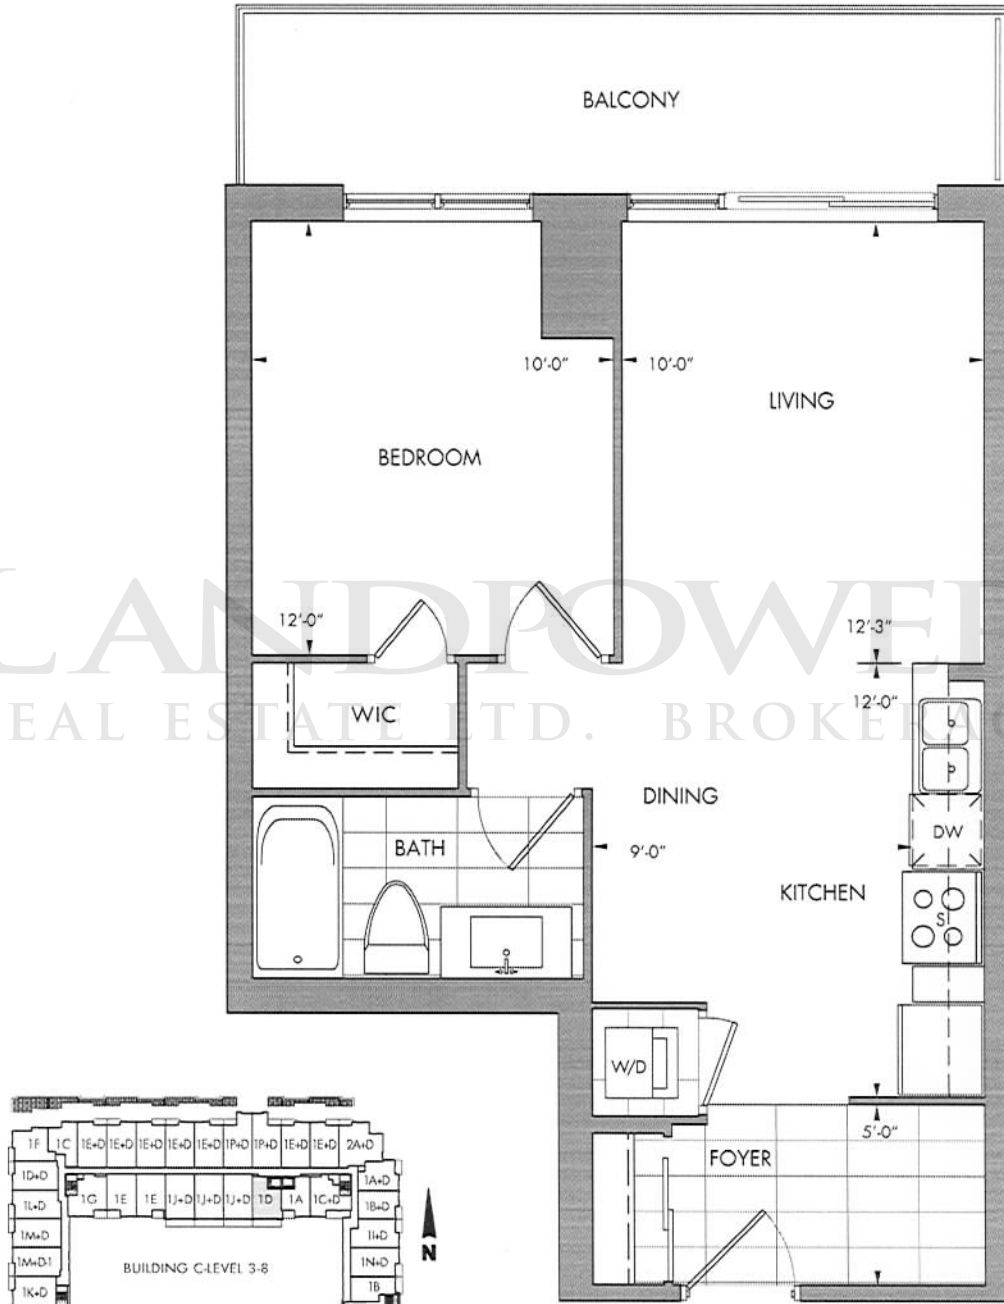 BALCONY
10'-0"
10'-0"
LIVING
BEDROOM
LANDPOWER
12'-0"
12'-3"
12'-0"
WIC
REAL ESTATE LTD. BROKERAG
DINING
DW
BATH
9'-0"
KITCHEN
S
W/D
5'-0"
FOYER
1F 1C 1E+D 1E+D 1E+D 1E+D 1E+D 1P+D 1P+D 1E+D 1E+D 2A+D
1D+D 1A+D
1G 1E 1E 1J+D 1J+D 1J+D 1D 1A 1C+D
1L+D 1B+D
1M+D 1I+D
1M+D-1 1N+D
BUILDING C-LEVEL 3-8
1K+D 1B
N